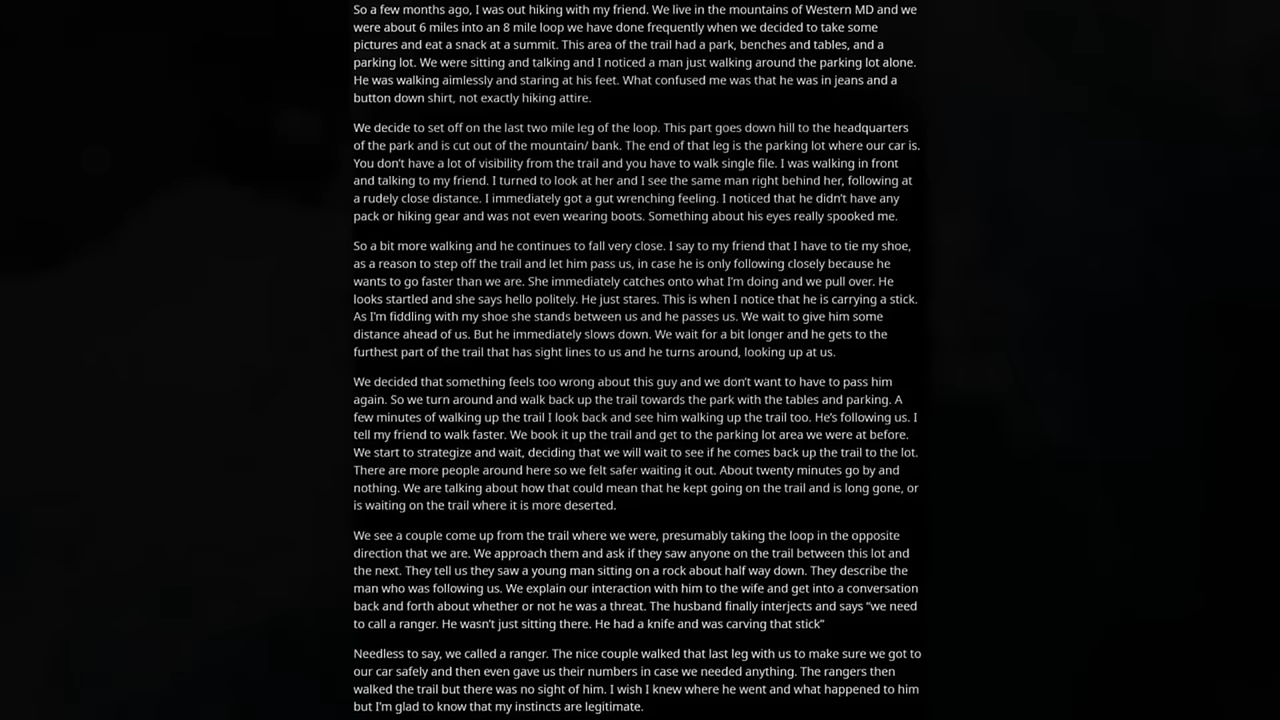 So a few months ago, I was out hiking with my friend. We live in the mountains of Western MD and we
were about 6 miles into an 8 mile loop we have done frequently when we decided to take some
pictures and eat a snack at a summit. This area of the trail had a park, benches and tables, and a
parking lot. We were sitting and talking and I noticed a man just walking around the parking lot alone.
He was walking aimlessly and staring at his feet. What confused me was that he was in jeans and a
button down shirt, not exactly hiking attire.
We decide to set off on the last two mile leg of the loop. This part goes down hill to the headquarters
of the park and is cut out of the mountain/ bank. The end of that leg is the parking lot where our car is.
You don’t have a lot of visibility from the trail and you have to walk single file. I was walking in front
and talking to my friend. I turned to look at her and I see the same man right behind her, following at
a rudely close distance. I immediately got a gut wrenching feeling. I noticed that he didn’t have any
pack or hiking gear and was not even wearing boots. Something about his eyes really spooked me.
So a bit more walking and he continues to fall very close. I say to my friend that I have to tie my shoe,
as a reason to step off the trail and let him pass us, in case he is only following closely because he
wants to go faster than we are. She immediately catches onto what I’m doing and we pull over. He
looks startled and she says hello politely. He just stares. This is when I notice that he is carrying a stick.
As I’m fiddling with my shoe she stands between us and he passes us. We wait to give him some
distance ahead of us. But he immediately slows down. We wait for a bit longer and he gets to the
furthest part of the trail that has sight lines to us and he turns around, looking up at us.
We decided that something feels too wrong about this guy and we don’t want to have to pass him
again. So we turn around and walk back up the trail towards the park with the tables and parking. A
few minutes of walking up the trail I look back and see him walking up the trail too. He’s following us. I
tell my friend to walk faster. We book it up the trail and get to the parking lot area we were at before.
We start to strategize and wait, deciding that we will wait to see if he comes back up the trail to the lot.
There are more people around here so we felt safer waiting it out. About twenty minutes go by and
nothing. We are talking about how that could mean that he kept going on the trail and is long gone, or
is waiting on the trail where it is more deserted.
We see a couple come up from the trail where we were, presumably taking the loop in the opposite
direction that we are. We approach them and ask if they saw anyone on the trail between this lot and
the next. They tell us they saw a young man sitting on a rock about half way down. They describe the
man who was following us. We explain our interaction with him to the wife and get into a conversation
back and forth about whether or not he was a threat. The husband finally interjects and says “we need
to call a ranger. He wasn’t just sitting there. He had a knife and was carving that stick”
Needless to say, we called a ranger. The nice couple walked that last leg with us to make sure we got to
our car safely and then even gave us their numbers in case we needed anything. The rangers then
walked the trail but there was no sight of him. I wish I knew where he went and what happened to him
but I’m glad to know that my instincts are legitimate.